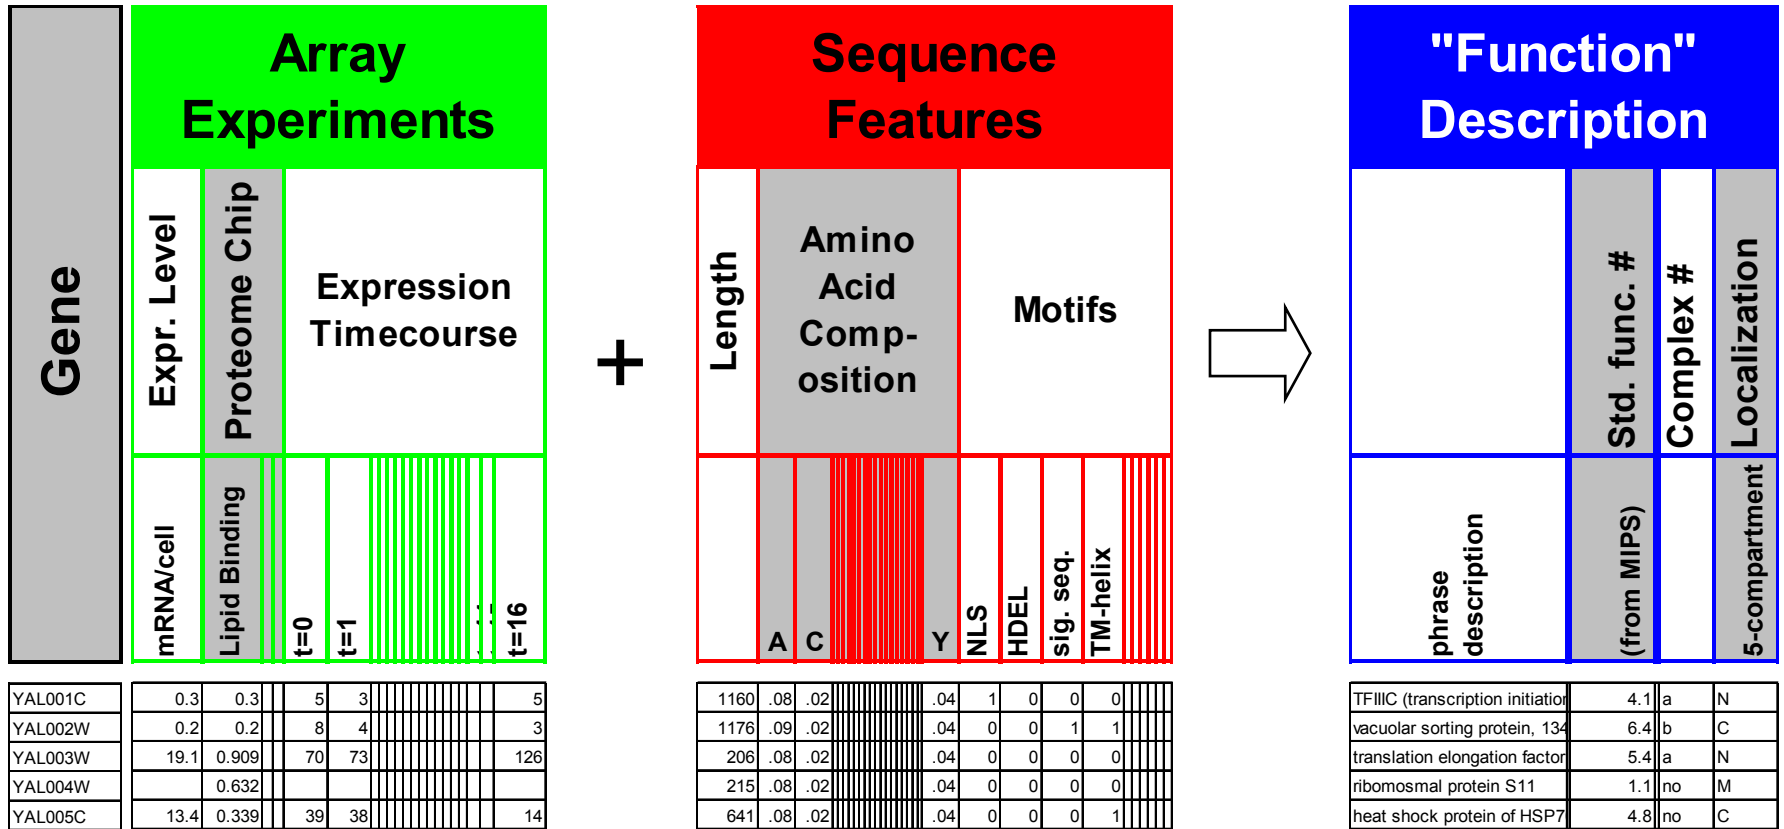 Gene
Array
Experiments
Expr. Level
Proteome Chip
Expression
Timecourse
mRNA/cell
Lipid Binding
t=0
t=1
t=16
+
Sequence
Features
Length
Amino
Acid
Comp-
osition
Motifs
A
C
Y
NLS
HDEL
sig. seq.
TM-helix
"Function"
Description
Std. func. #
Complex #
Localization
phrase
description
(from MIPS)
5-compartment
YAL001C 0.3 0.3 5 3 5 1160 .08 .02 .04 1 0 0 0 TFIIIC (transcription initiation 4.1 a N
YAL002W 0.2 0.2 8 4 3 1176 .09 .02 .04 0 0 1 1 vacuolar sorting protein, 134 6.4 b C
YAL003W 19.1 0.909 70 73 126 206 .08 .02 .04 0 0 0 0 translation elongation factor 5.4 a N
YAL004W 0.632 215 .08 .02 .04 0 0 0 0 ribomosmal protein S11 1.1 no M
YAL005C 13.4 0.339 39 38 14 641 .08 .02 .04 0 0 0 1 heat shock protein of HSP7 4.8 no C